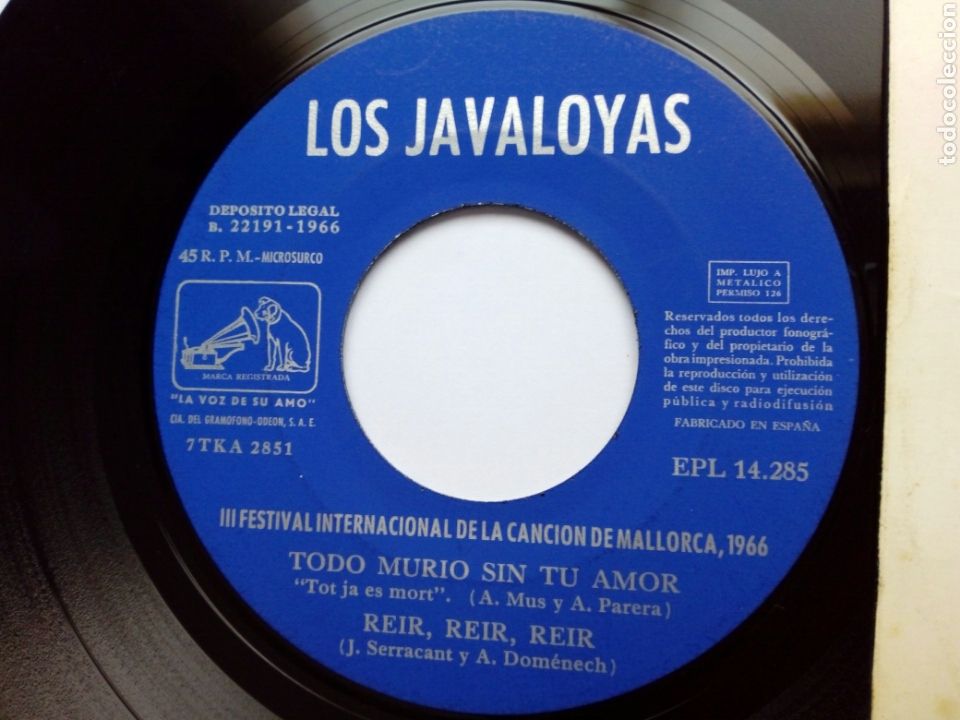 LOS JAVALOYAS
DEPOSITO LEGAL
B. 22191-1966
45 R. P. M.-MICROSURCO
MARCA REGISTRADA
"LA VOZ DE SU AMO"
CIA. DEL GRAMOFONO-ODEON, S. A. E.
7TKA 2851
IMP. LUJO A
METALICO
PERMISO 126
Reservados todos los dere-
chos del productor fonográ-
fico y del propietario de la
obra impresionada. Prohibida
la reproducción y utilización
de este disco para ejecución
pública y radiodifusión
FABRICADO EN ESPAÑA
EPL 14.285
III FESTIVAL INTERNACIONAL DE LA CANCION DE MALLORCA, 1966
TODO MURIO SIN TU AMOR
"Tot ja es mort". (A. Mus y A. Parera)
REIR, REIR, REIR
(J. Serracant y A. Doménech)
todocoleccion